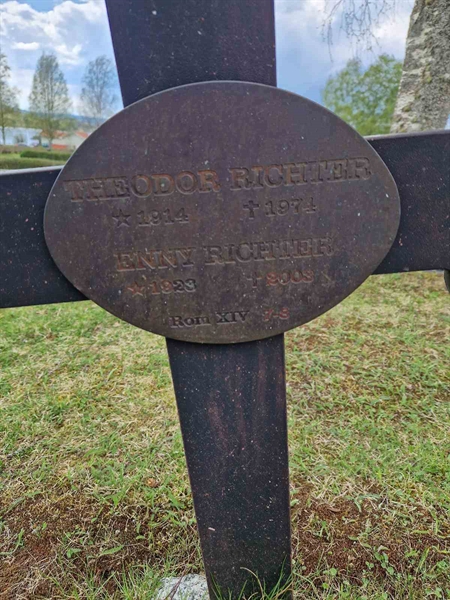 THEODOR RICHTER
★ 1914 † 1974
ENNY RICHTER
★ 1923 † 2008
Rom XIV 7-8